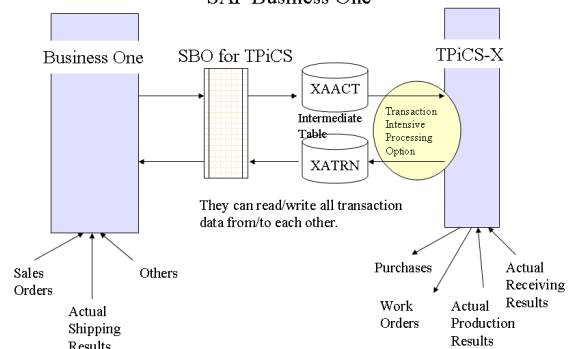 SAP Business One
Business One
SBO for TPiCS
TPiCS-X
XAACT
Intermediate
Table
XATRN
Transaction
Intensive
Processing
Option
They can read/write all transaction
data from/to each other.
Sales
Orders
Actual
Shipping
Results
Others
Purchases
Work
Orders
Actual
Production
Results
Actual
Receiving
Results